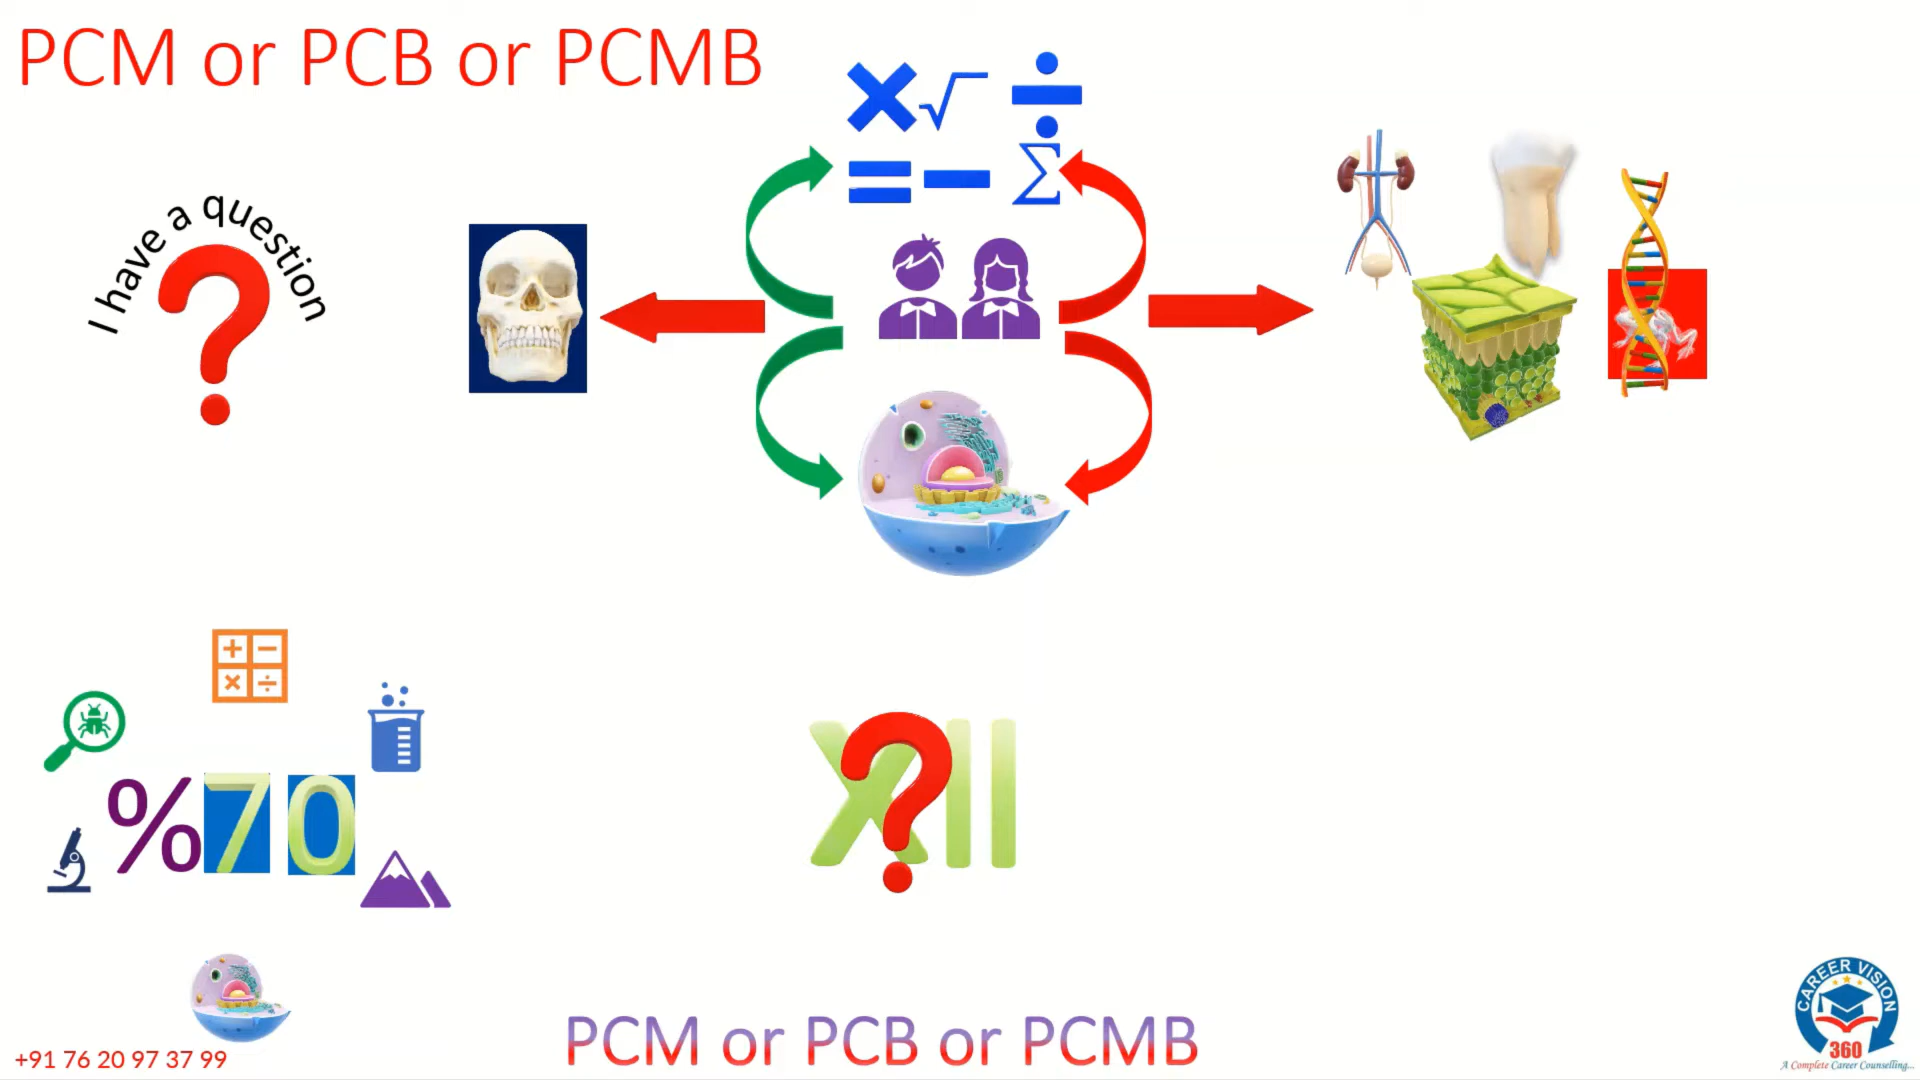 PCM or PCB or PCMB
I have a question
?
%70
XII
?
PCM or PCB or PCMB
+91 76 20 97 37 99
CAREER VISION
360
A Complete Career Counselling...